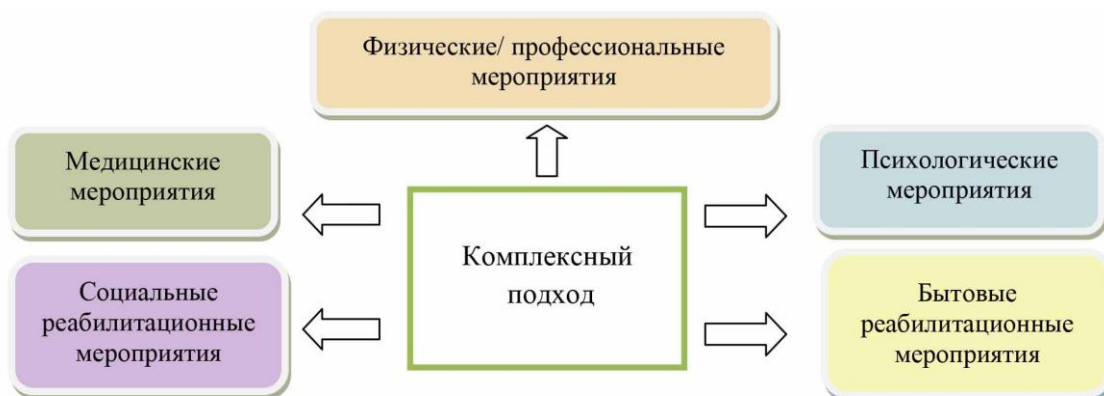 Физические/ профессиональные
мероприятия
Медицинские
мероприятия
Психологические
мероприятия
Комплексный
подход
Социальные
реабилитационные
мероприятия
Бытовые
реабилитационные
мероприятия